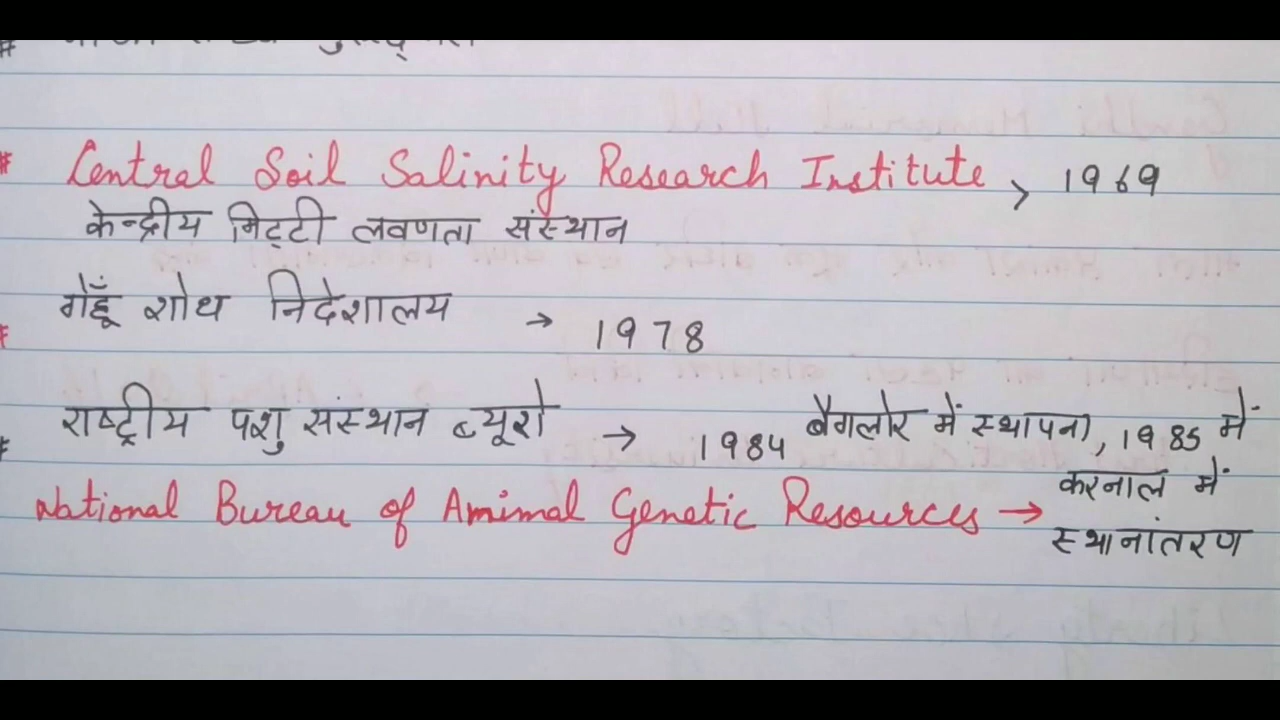 # Central Soil Salinity Research Institute > 1969
केन्द्रीय मिट्टी लवणता संस्थान
# गेहूँ शोध निदेशालय → 1978
# राष्ट्रीय पशु संस्थान ब्यूरो → 1984 बैगलोर में स्थापना, 1985 में
करनाल में
National Bureau of Animal Genetic Resources →
स्थानांतरण